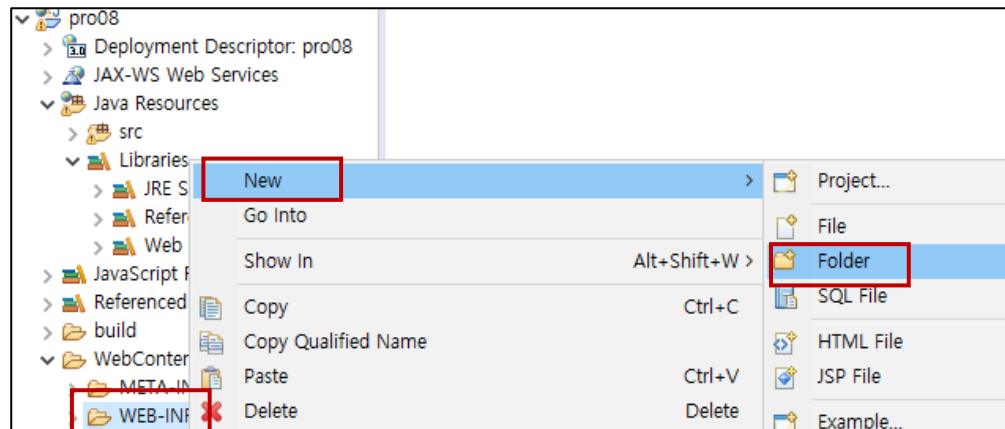 pro08
3.0 Deployment Descriptor: pro08
JAX-WS Web Services
Java Resources
src
Libraries
JRE S
Refer
Web
JavaScript F
Referenced
build
WebConten
META-IN
WEB-INF
New
Go Into
Show In Alt+Shift+W >
Copy Ctrl+C
Copy Qualified Name
Paste Ctrl+V
Delete Delete
Project...
File
Folder
SQL File
HTML File
JSP File
Example...